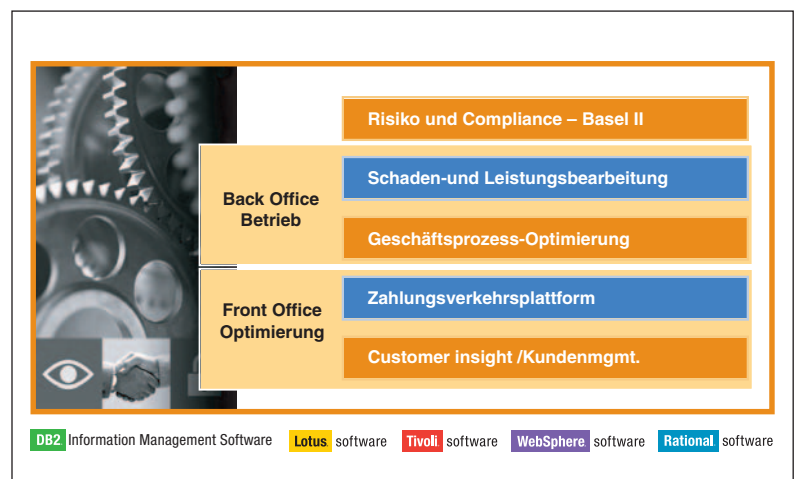 Risiko und Compliance – Basel II
Back Office
Betrieb
Schaden-und Leistungsbearbeitung
Geschäftsprozess-Optimierung
Front Office
Optimierung
Zahlungsverkehrsplattform
Customer insight /Kundenmgmt.
DB2. Information Management Software Lotus. software Tivoli. software WebSphere. software Rational. software